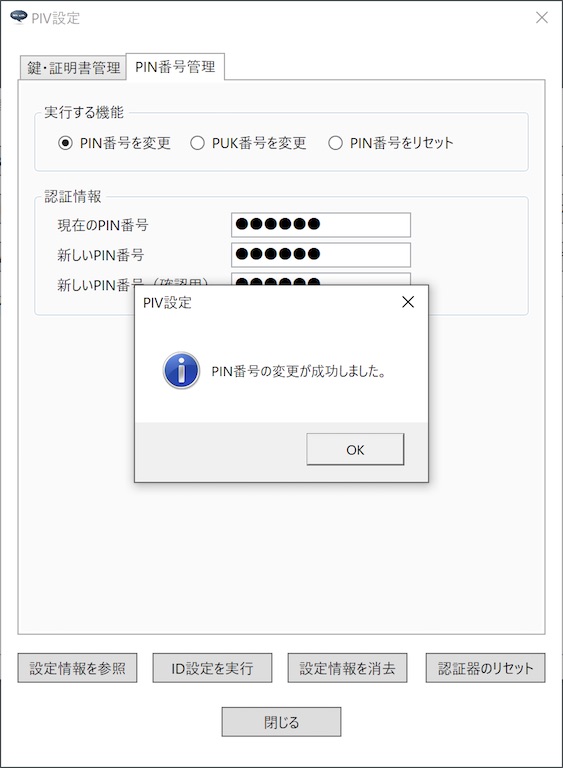 PIV設定
鍵・証明書管理 PIN番号管理
実行する機能
PIN番号を変更 PUK番号を変更 PIN番号をリセット
認証情報
現在のPIN番号 ●●●●●●
新しいPIN番号 ●●●●●●
新しいPIN番号（確認用） ●●●●●●
PIV設定
PIN番号の変更が成功しました。
OK
設定情報を参照 ID設定を実行 設定情報を消去 認証器のリセット
閉じる